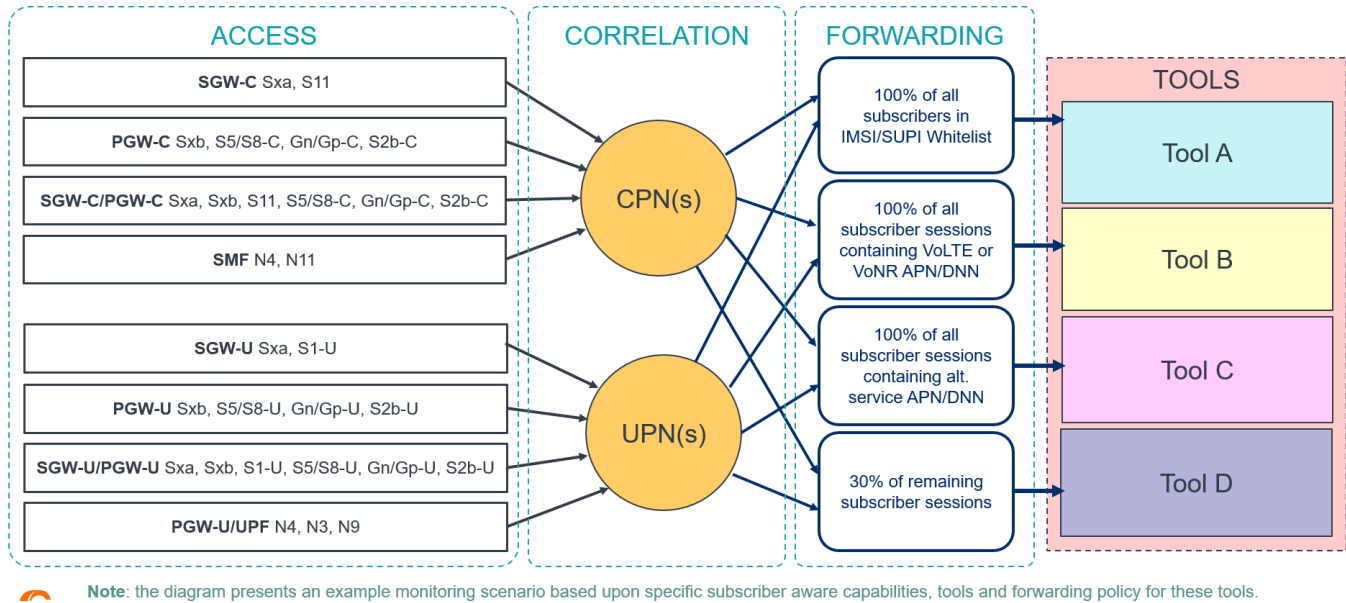 ACCESS
SGW-C Sxa, S11
PGW-C Sxb, S5/S8-C, Gn/Gp-C, S2b-C
SGW-C/PGW-C Sxa, Sxb, S11, S5/S8-C, Gn/Gp-C, S2b-C
SMF N4, N11
SGW-U Sxa, S1-U
PGW-U Sxb, S5/S8-U, Gn/Gp-U, S2b-U
SGW-U/PGW-U Sxa, Sxb, S1-U, S5/S8-U, Gn/Gp-U, S2b-U
PGW-U/UPF N4, N3, N9
CORRELATION
CPN(s)
UPN(s)
FORWARDING
100% of all
subscribers in
IMSI/SUPI Whitelist
100% of all
subscriber sessions
containing VoLTE or
VoNR APN/DNN
100% of all
subscriber sessions
containing alt.
service APN/DNN
30% of remaining
subscriber sessions
TOOLS
Tool A
Tool B
Tool C
Tool D
Note: the diagram presents an example monitoring scenario based upon specific subscriber aware capabilities, tools and forwarding policy for these tools.